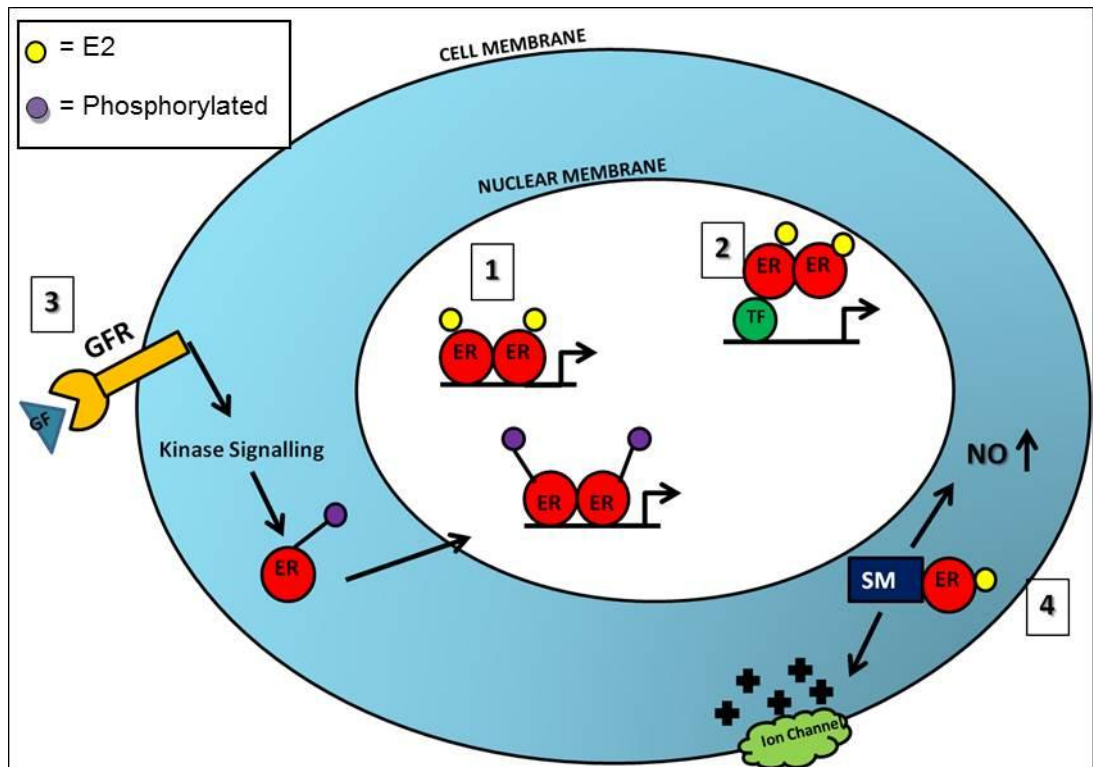 = E2
= Phosphorylated
CELL MEMBRANE
NUCLEAR MEMBRANE
1
ER ER
2
ER ER
TF
3
GFR
GF
Kinase Signalling
ER
ER ER
NO
SM ER
4
Ion Channel